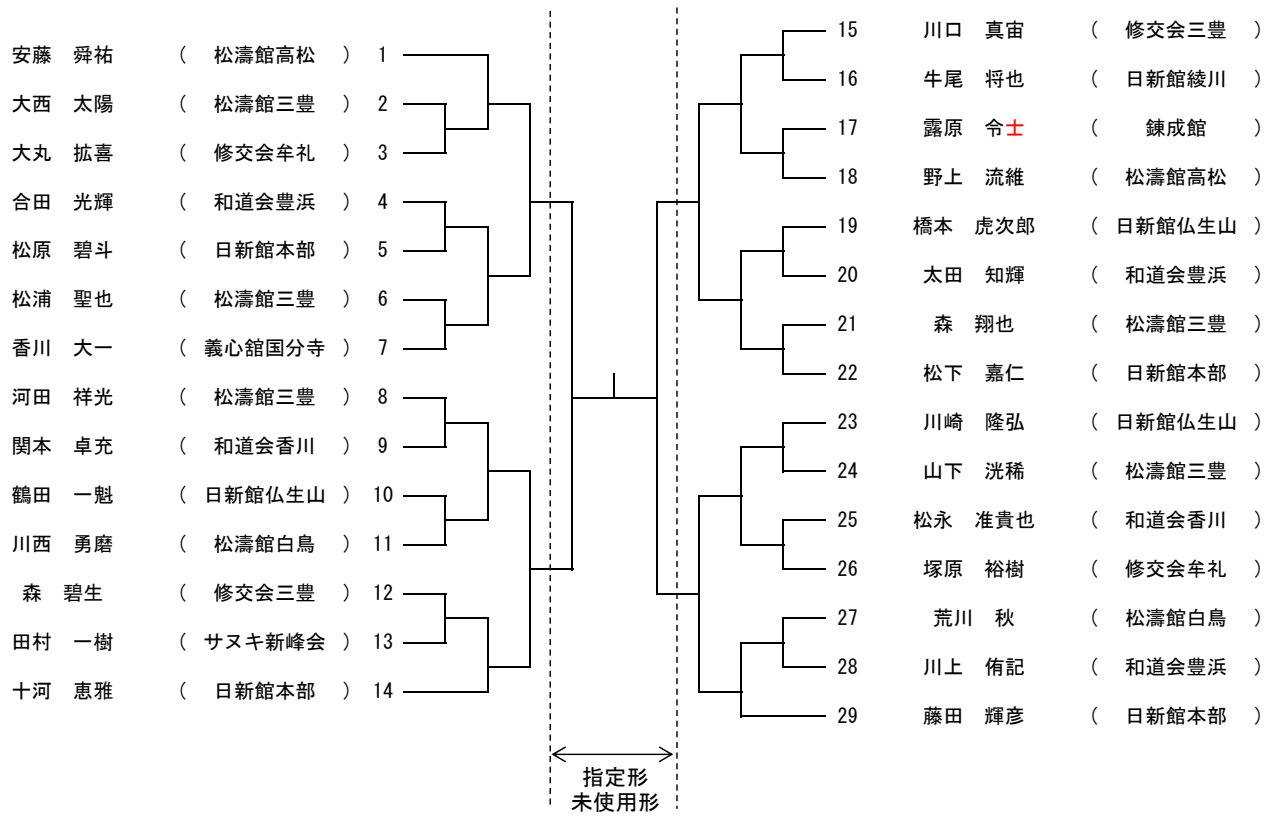 安藤　舜祐　（　松濤館高松　）　1
大西　太陽　（　松濤館三豊　）　2
大丸　拡喜　（　修交会牟礼　）　3
合田　光輝　（　和道会豊浜　）　4
松原　碧斗　（　日新館本部　）　5
松浦　聖也　（　松濤館三豊　）　6
香川　大一　（　義心舘国分寺　）　7
河田　祥光　（　松濤館三豊　）　8
関本　卓充　（　和道会香川　）　9
鶴田　一魁　（　日新館仏生山　）　10
川西　勇磨　（　松濤館白鳥　）　11
森　碧生　（　修交会三豊　）　12
田村　一樹　（　サヌキ新峰会　）　13
十河　恵雅　（　日新館本部　）　14
15　川口　真宙　（　修交会三豊　）
16　牛尾　将也　（　日新館綾川　）
17　露原　令士　（　錬成館　）
18　野上　流維　（　松濤館高松　）
19　橋本　虎次郎　（　日新館仏生山　）
20　太田　知輝　（　和道会豊浜　）
21　森　翔也　（　松濤館三豊　）
22　松下　嘉仁　（　日新館本部　）
23　川崎　隆弘　（　日新館仏生山　）
24　山下　洸稀　（　松濤館三豊　）
25　松永　准貴也　（　和道会香川　）
26　塚原　裕樹　（　修交会牟礼　）
27　荒川　秋　（　松濤館白鳥　）
28　川上　侑記　（　和道会豊浜　）
29　藤田　輝彦　（　日新館本部　）
指定形
未使用形